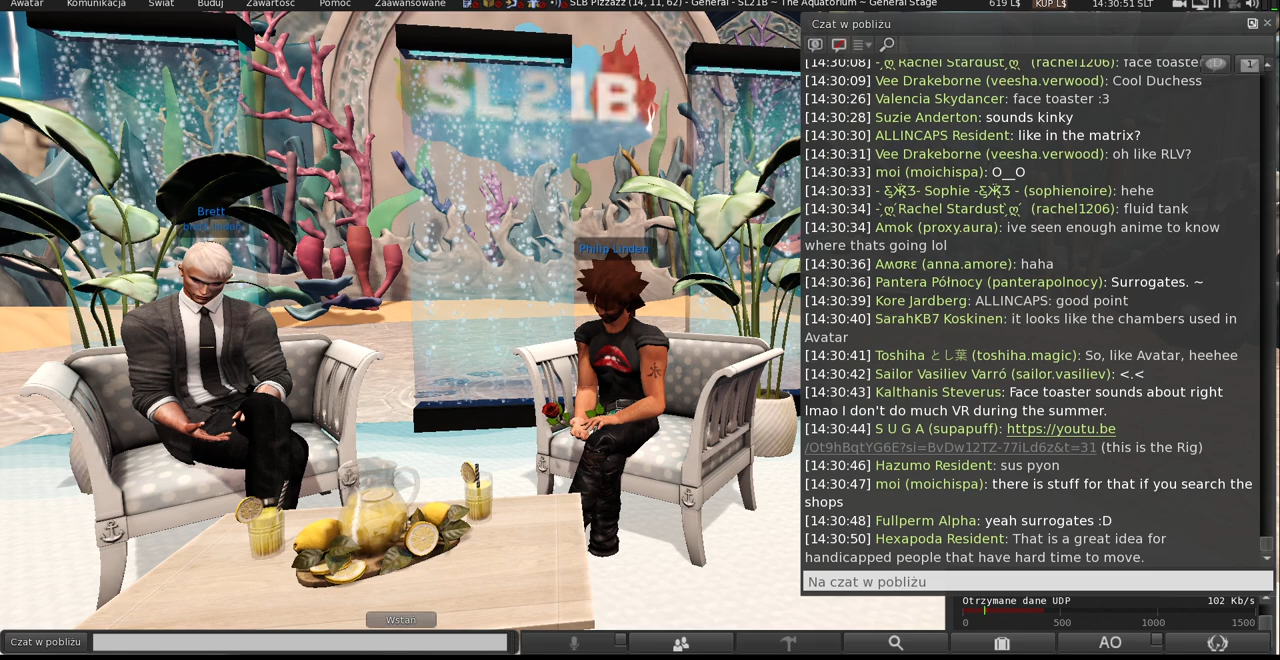 Awatar Komunikacja Świat Buduj Zawartość Pomoc Zaawansowane SLB Pizzazz (14, 11, 62) - General - SL21B ~ The Aquatorium ~ General Stage 619 L$ KUP L$ 14:30:51 SLT
Czat w pobliżu
SL21B
Brett
Philip Linden
1
[14:30:08] Rachel Stardust (rachel1206): face toaster
[14:30:09] Vee Drakeborne (veesha.verwood): Cool Duchess
[14:30:26] Valencia Skydancer: face toaster :3
[14:30:28] Suzie Anderton: sounds kinky
[14:30:30] ALLINCAPS Resident: like in the matrix?
[14:30:31] Vee Drakeborne (veesha.verwood): oh like RLV?
[14:30:33] moi (moichispa): O__O
[14:30:33] - Ƹ̵̡Ӝ̵̨̄Ʒ- Sophie -Ƹ̵̡Ӝ̵̨̄Ʒ - (sophienoire): hehe
[14:30:34] Rachel Stardust (rachel1206): fluid tank
[14:30:34] Amok (proxy.aura): ive seen enough anime to know
where thats going lol
[14:30:36] Aмσяє (anna.amore): haha
[14:30:36] Pantera Północy (panterapolnocy): Surrogates. ~
[14:30:39] Kore Jardberg: ALLINCAPS: good point
[14:30:40] SarahKB7 Koskinen: it looks like the chambers used in
Avatar
[14:30:41] Toshiha とし葉 (toshiha.magic): So, like Avatar, heehee
[14:30:42] Sailor Vasiliev Varró (sailor.vasiliev): <.<
[14:30:43] Kalthanis Steverus: Face toaster sounds about right
lmao I don't do much VR during the summer.
[14:30:44] S U G A (supapuff): https://youtu.be
/Ot9hBqtYG6E?si=BvDw12TZ-77iLd6z&t=31 (this is the Rig)
[14:30:46] Hazumo Resident: sus pyon
[14:30:47] moi (moichispa): there is stuff for that if you search the
shops
[14:30:48] Fullperm Alpha: yeah surrogates :D
[14:30:50] Hexapoda Resident: That is a great idea for
handicapped people that have hard time to move.
Na czat w pobliżu
Otrzymane dane UDP 102 Kb/s
0 500 1000 1500
Wstań
Czat w pobliżu
AO